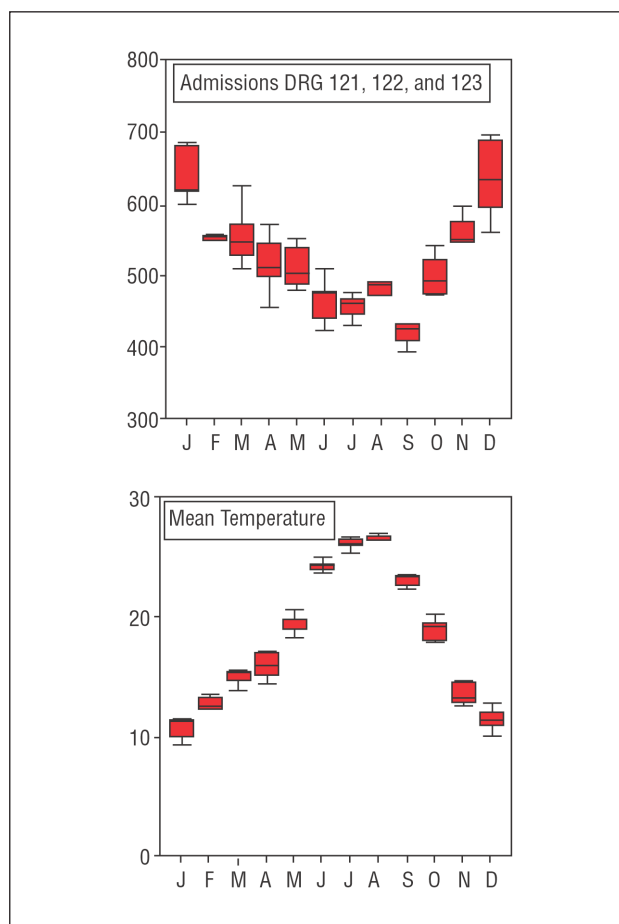 800
Admissions DRG 121, 122, and 123
700
600
500
400
300
J F M A M J J A S O N D
30
Mean Temperature
20
10
0
J F M A M J J A S O N D